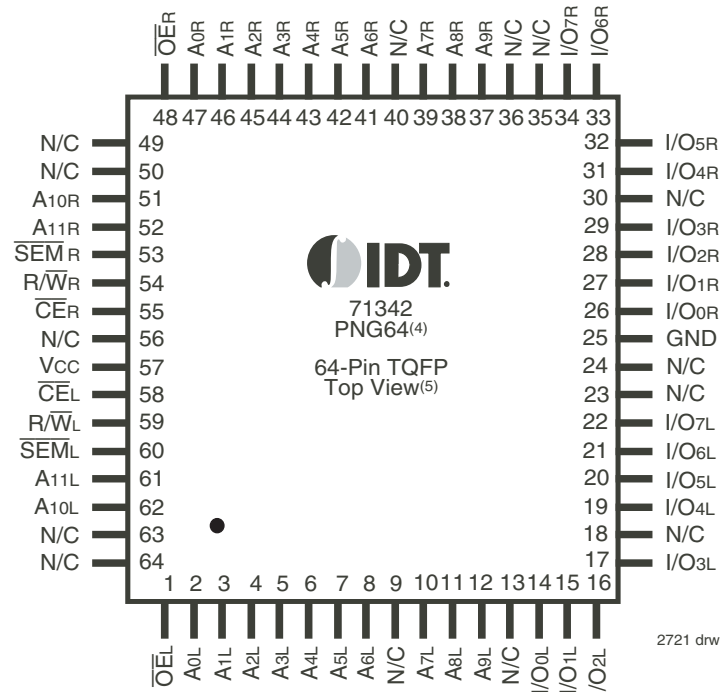 OER A0R A1R A2R A3R A4R A5R A6R N/C A7R A8R A9R N/C N/C I/O7R I/O6R
48 47 46 45 44 43 42 41 40 39 38 37 36 35 34 33
N/C 49 32 I/O5R
N/C 50 31 I/O4R
A10R 51 30 N/C
A11R 52 29 I/O3R
SEMR 53 28 I/O2R
R/WR 54 27 I/O1R
CER 55 26 I/O0R
N/C 56 25 GND
VCC 57 24 N/C
CEL 58 23 N/C
R/WL 59 22 I/O7L
SEML 60 21 I/O6L
A11L 61 20 I/O5L
A10L 62 19 I/O4L
N/C 63 18 N/C
N/C 64 17 I/O3L
IDT.
71342
PNG64(4)
64-Pin TQFP
Top View(5)
1 2 3 4 5 6 7 8 9 10 11 12 13 14 15 16
OEL A0L A1L A2L A3L A4L A5L A6L N/C A7L A8L A9L N/C I/O0L I/O1L I/O2L
2721 drw